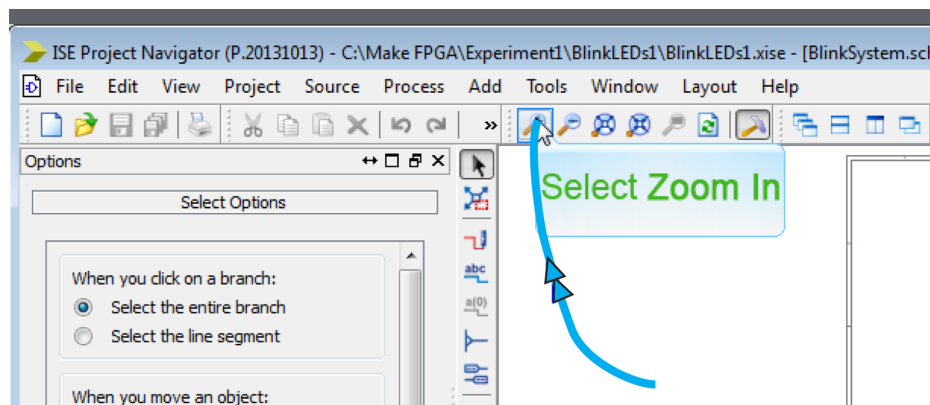 ISE Project Navigator (P.20131013) - C:\Make FPGA\Experiment1\BlinkLEDs1\BlinkLEDs1.xise - [BlinkSystem.sch
File Edit View Project Source Process Add Tools Window Layout Help
»
Options
Select Zoom In
Select Options
abc
When you click on a branch:
a(0)
Select the entire branch
Select the line segment
When you move an object: